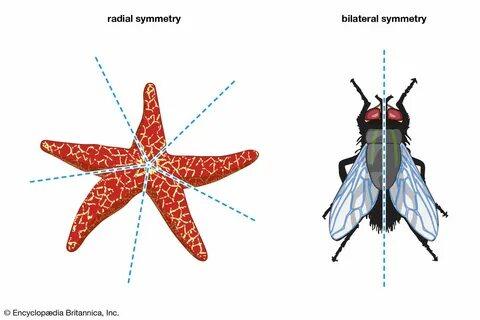 radial symmetry
bilateral symmetry
© Encyclopædia Britannica, Inc.